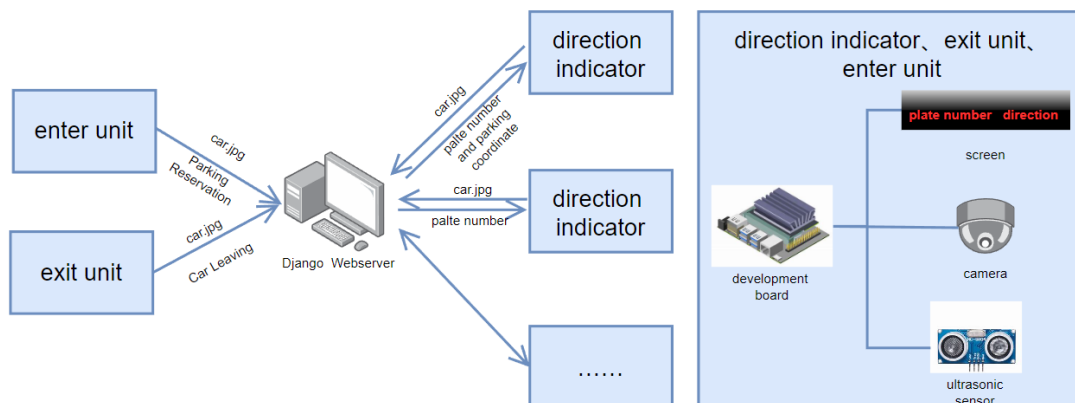 enter unit
car.jpg
Parking
Reservation
exit unit
car.jpg
Car Leaving
Django Webserver
direction
indicator
car.jpg
palte number
and parking
coordinate
car.jpg
palte number
direction
indicator
……
direction indicator、exit unit、
enter unit
plate number direction
screen
development
board
camera
ultrasonic
sensor